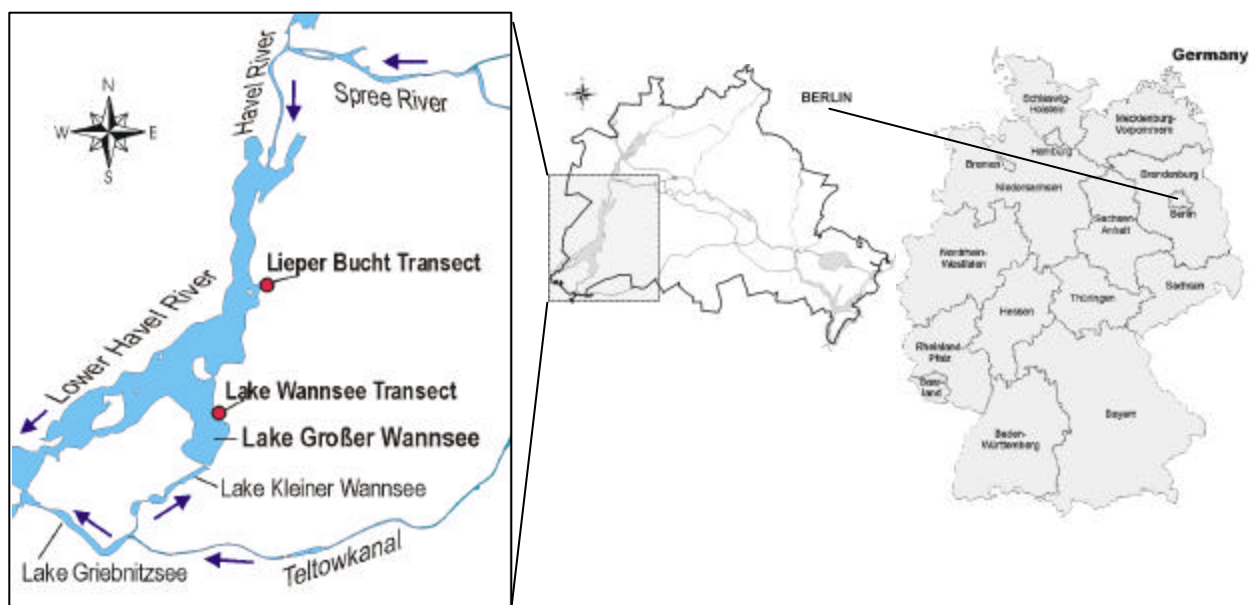 Havel River
Spree River
N
W E
S
Lieper Bucht Transect
Lower Havel River
Lake Wannsee Transect
Lake Großer Wannsee
Lake Kleiner Wannsee
Lake Griebnitzsee
Teltowkanal
BERLIN
Germany
Schleswig-
Holstein
Mecklenburg-
Vorpommern
Hamburg
Bremen
Brandenburg
Niedersachsen
Berlin
Sachsen-
Anhalt
Nordrhein-
Westfalen
Sachsen
Thüringen
Hessen
Rheinland
Pfalz
Saar-
land
Bayern
Baden-
Württemberg